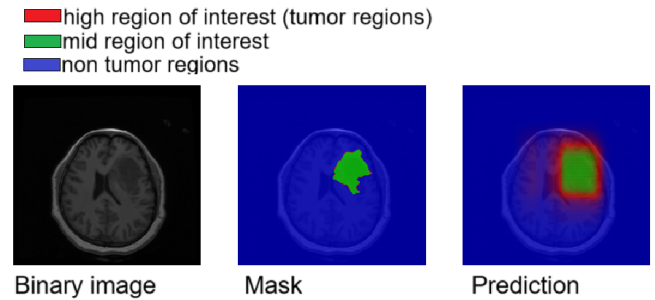 high region of interest (tumor regions)
mid region of interest
non tumor regions
Binary image
Mask
Prediction